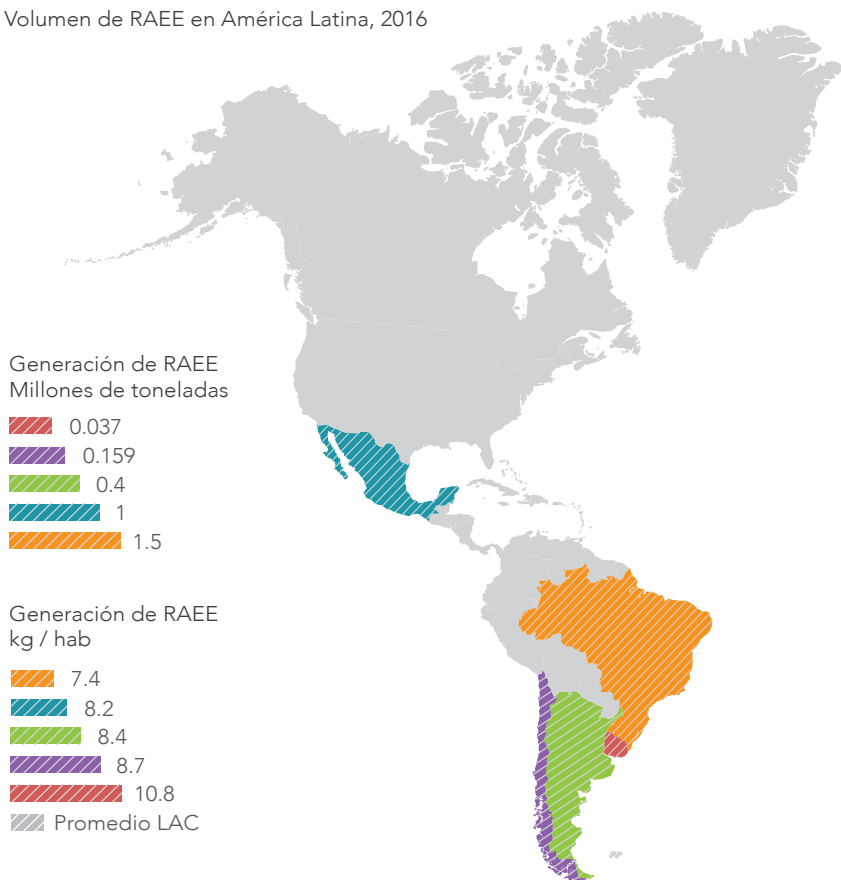 Volumen de RAEE en América Latina, 2016
Generación de RAEE
Millones de toneladas
0.037
0.159
0.4
1
1.5
Generación de RAEE
kg / hab
7.4
8.2
8.4
8.7
10.8
Promedio LAC